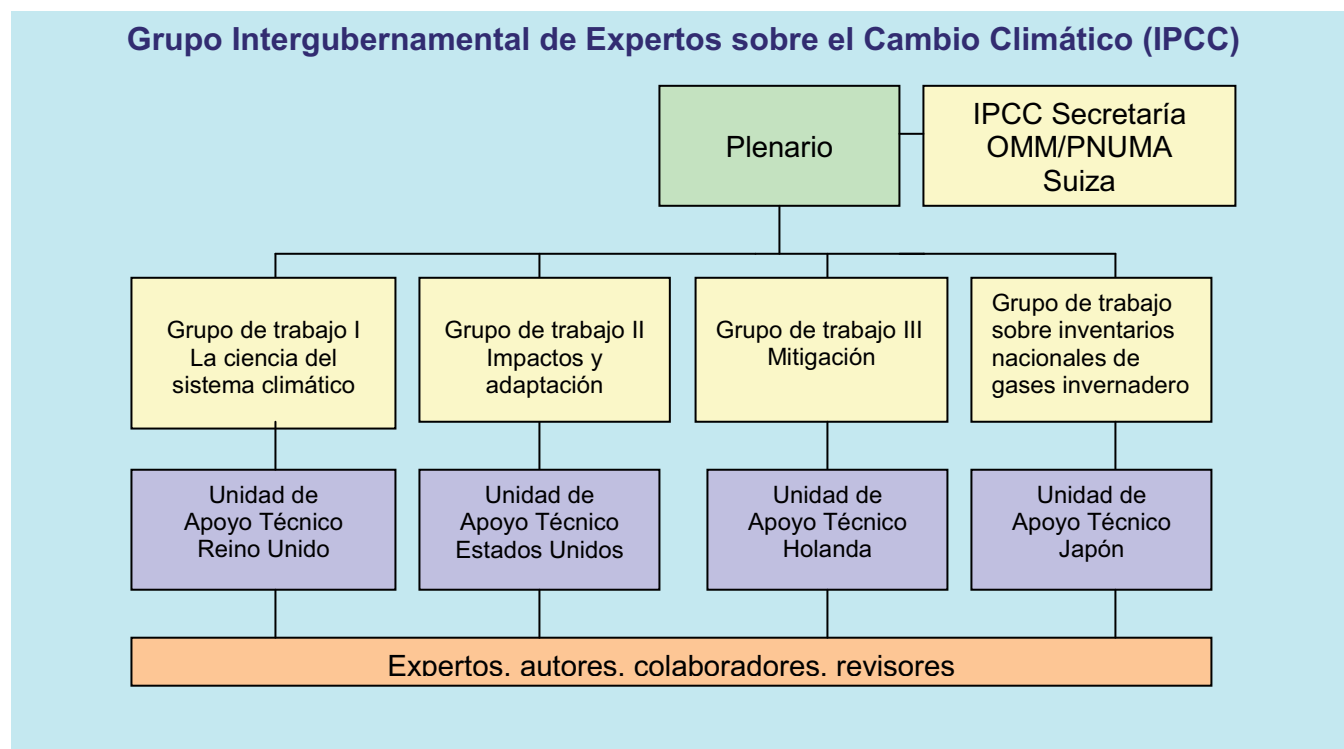 Grupo Intergubernamental de Expertos sobre el Cambio Climático (IPCC)
Plenario
IPCC Secretaría
OMM/PNUMA
Suiza
Grupo de trabajo I
La ciencia del
sistema climático
Grupo de trabajo II
Impactos y
adaptación
Grupo de trabajo III
Mitigación
Grupo de trabajo
sobre inventarios
nacionales de
gases invernadero
Unidad de
Apoyo Técnico
Reino Unido
Unidad de
Apoyo Técnico
Estados Unidos
Unidad de
Apoyo Técnico
Holanda
Unidad de
Apoyo Técnico
Japón
Expertos, autores, colaboradores, revisores